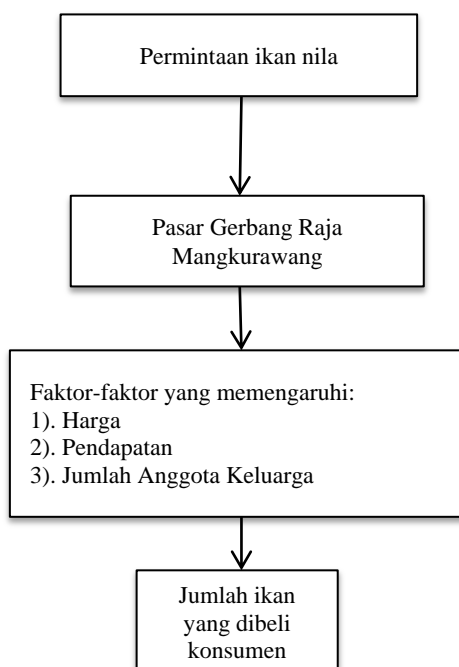 Permintaan ikan nila
Pasar Gerbang Raja
Mangkurawang
Faktor-faktor yang memengaruhi:
1). Harga
2). Pendapatan
3). Jumlah Anggota Keluarga
Jumlah ikan
yang dibeli
konsumen